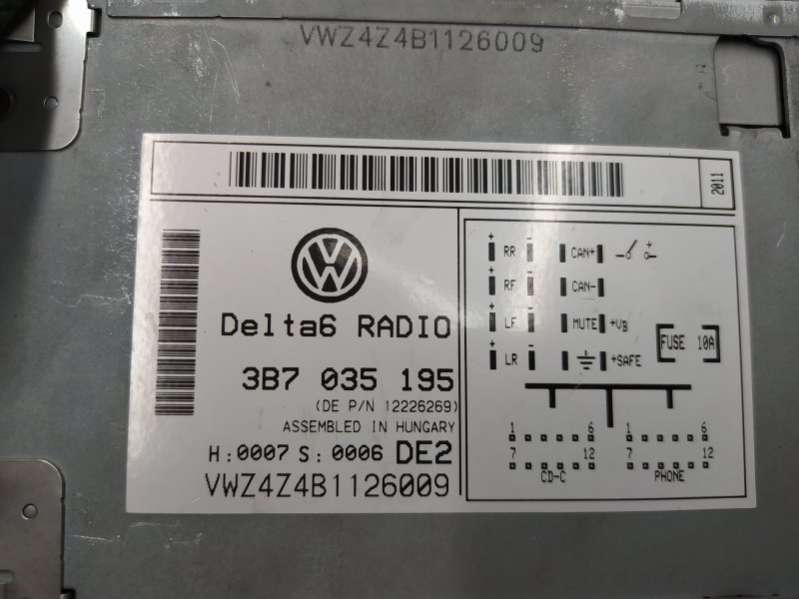 VWZ4Z4B1126009
2011
Delta6 RADIO
3B7 035 195
(DE P/N 12226269)
ASSEMBLED IN HUNGARY
H:0007 S:0006 DE2
VWZ4Z4B1126009
+ RR - CAN+ +
+ RF - CAN-
+ LF - MUTE +VB
+ LR - +SAFE
FUSE 10A
1 6 1 6
7 12 7 12
CD-C PHONE